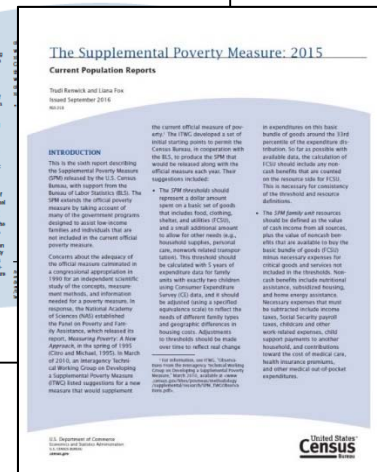 The Supplemental Poverty Measure: 2015
Current Population Reports
Trudi Renwick and Liana Fox
Issued September 2016
P60-258
INTRODUCTION
This is the sixth report describing
the Supplemental Poverty Measure
(SPM) released by the U.S. Census
Bureau, with support from the
Bureau of Labor Statistics (BLS). The
SPM extends the official poverty
measure by taking account of
many of the government programs
designed to assist low-income
families and individuals that are
not included in the current official
poverty measure.
Concerns about the adequacy of
the official measure culminated in
a congressional appropriation in
1990 for an independent scientific
study of the concepts, measure-
ment methods, and information
needed for a poverty measure. In
response, the National Academy
of Sciences (NAS) established
the Panel on Poverty and Fam-
ily Assistance, which released its
report, Measuring Poverty: A New
Approach, in the spring of 1995
(Citro and Michael, 1995). In March
of 2010, an Interagency Techni-
cal Working Group on Developing
a Supplemental Poverty Measure
(ITWG) listed suggestions for a new
measure that would supplement
the current official measure of pov-
erty.¹ The ITWG developed a set of
initial starting points to permit the
Census Bureau, in cooperation with
the BLS, to produce the SPM that
would be released along with the
official measure each year. Their
suggestions included:
• The SPM thresholds should
represent a dollar amount
spent on a basic set of goods
that includes food, clothing,
shelter, and utilities (FCSU),
and a small additional amount
to allow for other needs (e.g.,
household supplies, personal
care, nonwork related transpor-
tation). This threshold should
be calculated with 5 years of
expenditure data for family
units with exactly two children
using Consumer Expenditure
Survey (CE) data, and it should
be adjusted (using a specified
equivalence scale) to reflect the
needs of different family types
and geographic differences in
housing costs. Adjustments
to thresholds should be made
over time to reflect real change
¹ For information, see ITWG, "Observa-
tions From the Interagency Technical Working
Group on Developing a Supplemental Poverty
Measure," March 2010, available at
in expenditures on this basic
bundle of goods around the 33rd
percentile of the expenditure dis-
tribution. So far as possible with
available data, the calculation of
FCSU should include any non-
cash benefits that are counted
on the resource side for FCSU.
This is necessary for consistency
of the threshold and resource
definitions.
• The SPM family unit resources
should be defined as the value
of cash income from all sources,
plus the value of noncash ben-
efits that are available to buy the
basic bundle of goods (FCSU)
minus necessary expenses for
critical goods and services not
included in the thresholds. Non-
cash benefits include nutritional
assistance, subsidized housing,
and home energy assistance.
Necessary expenses that must
be subtracted include income
taxes, Social Security payroll
taxes, childcare and other
work-related expenses, child
support payments to another
household, and contributions
toward the cost of medical care,
health insurance premiums,
and other medical out-of-pocket
expenditures.
U.S. Department of Commerce
Economics and Statistics Administration
U.S. CENSUS BUREAU
census.gov
United States
Census
Bureau